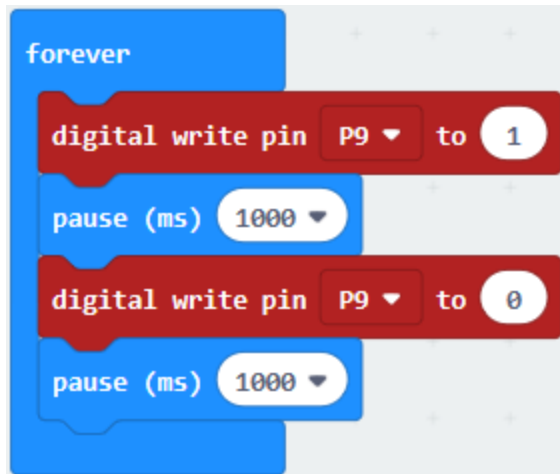 forever
digital write pin P9 to 1
pause (ms) 1000
digital write pin P9 to 0
pause (ms) 1000